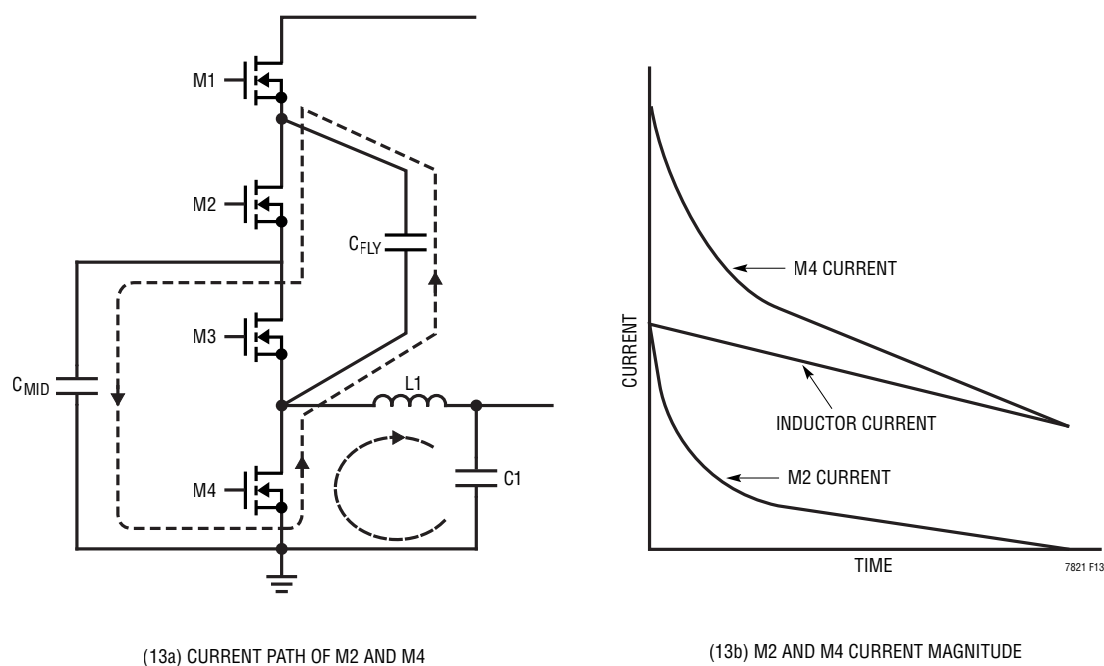 M1
M2
C_FLY
M3
C_MID
L1
M4
C1
(13a) CURRENT PATH OF M2 AND M4
CURRENT
M4 CURRENT
INDUCTOR CURRENT
M2 CURRENT
TIME
7821 F13
(13b) M2 AND M4 CURRENT MAGNITUDE